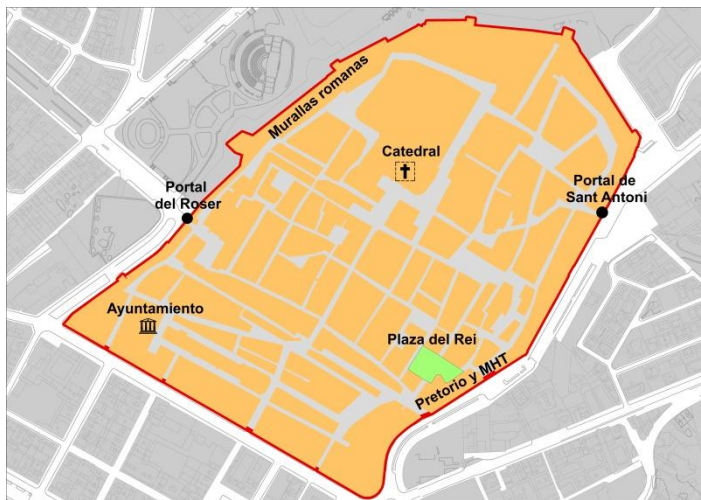 Murallas romanas
Catedral
Portal
del Roser
Portal de
Sant Antoni
Ayuntamiento
Plaza del Rei
Pretorio y MHT